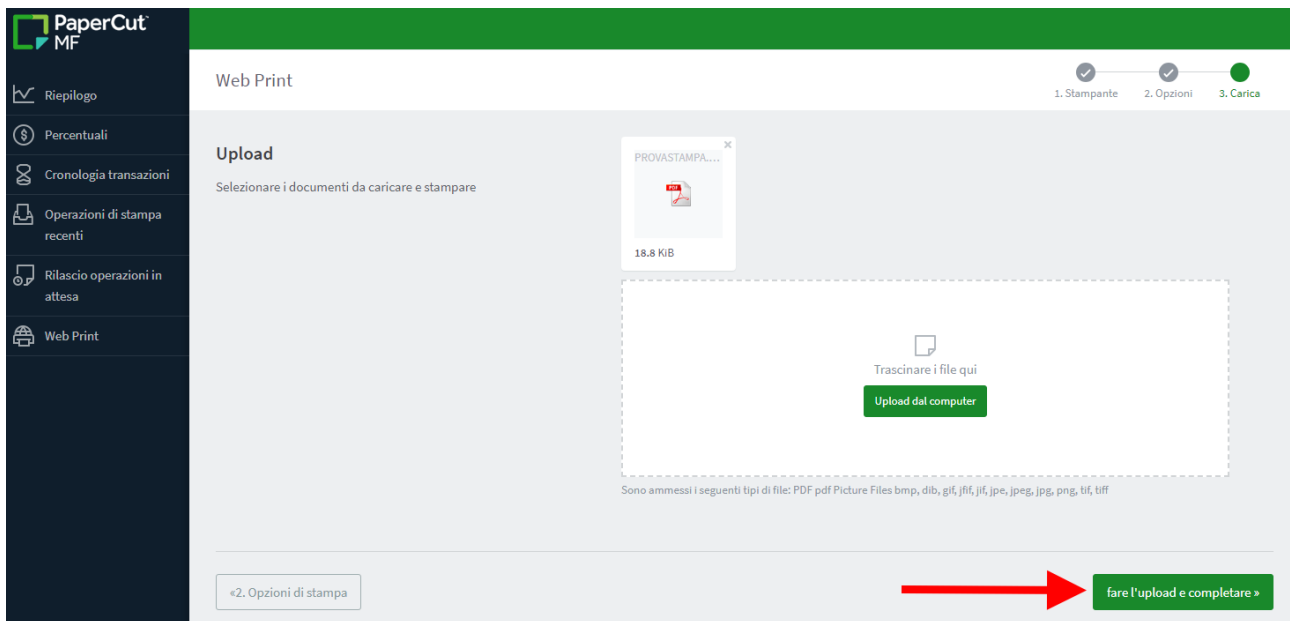 PaperCut
MF
Riepilogo
Percentuali
Cronologia transazioni
Operazioni di stampa
recenti
Rilascio operazioni in
attesa
Web Print
Web Print
1. Stampante
2. Opzioni
3. Carica
Upload
Selezionare i documenti da caricare e stampare
PROVASTAMPA....
PDF
18.8 KiB
Trascinare i file qui
Upload dal computer
Sono ammessi i seguenti tipi di file: PDF pdf Picture Files bmp, dib, gif, jfif, jif, jpe, jpeg, jpg, png, tif, tiff
«2. Opzioni di stampa
fare l'upload e completare »